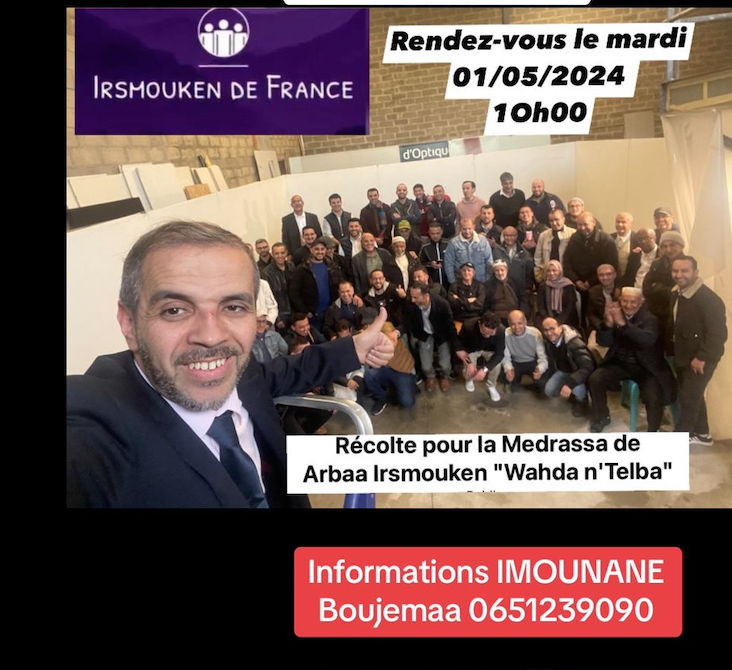 IRSMOUKEN DE FRANCE
Rendez-vous le mardi
01/05/2024
10h00
d'Optiqu
Récolte pour la Medrassa de
Arbaa Irsmouken "Wahda n'Telba"
Informations IMOUNANE
Boujemaa 0651239090